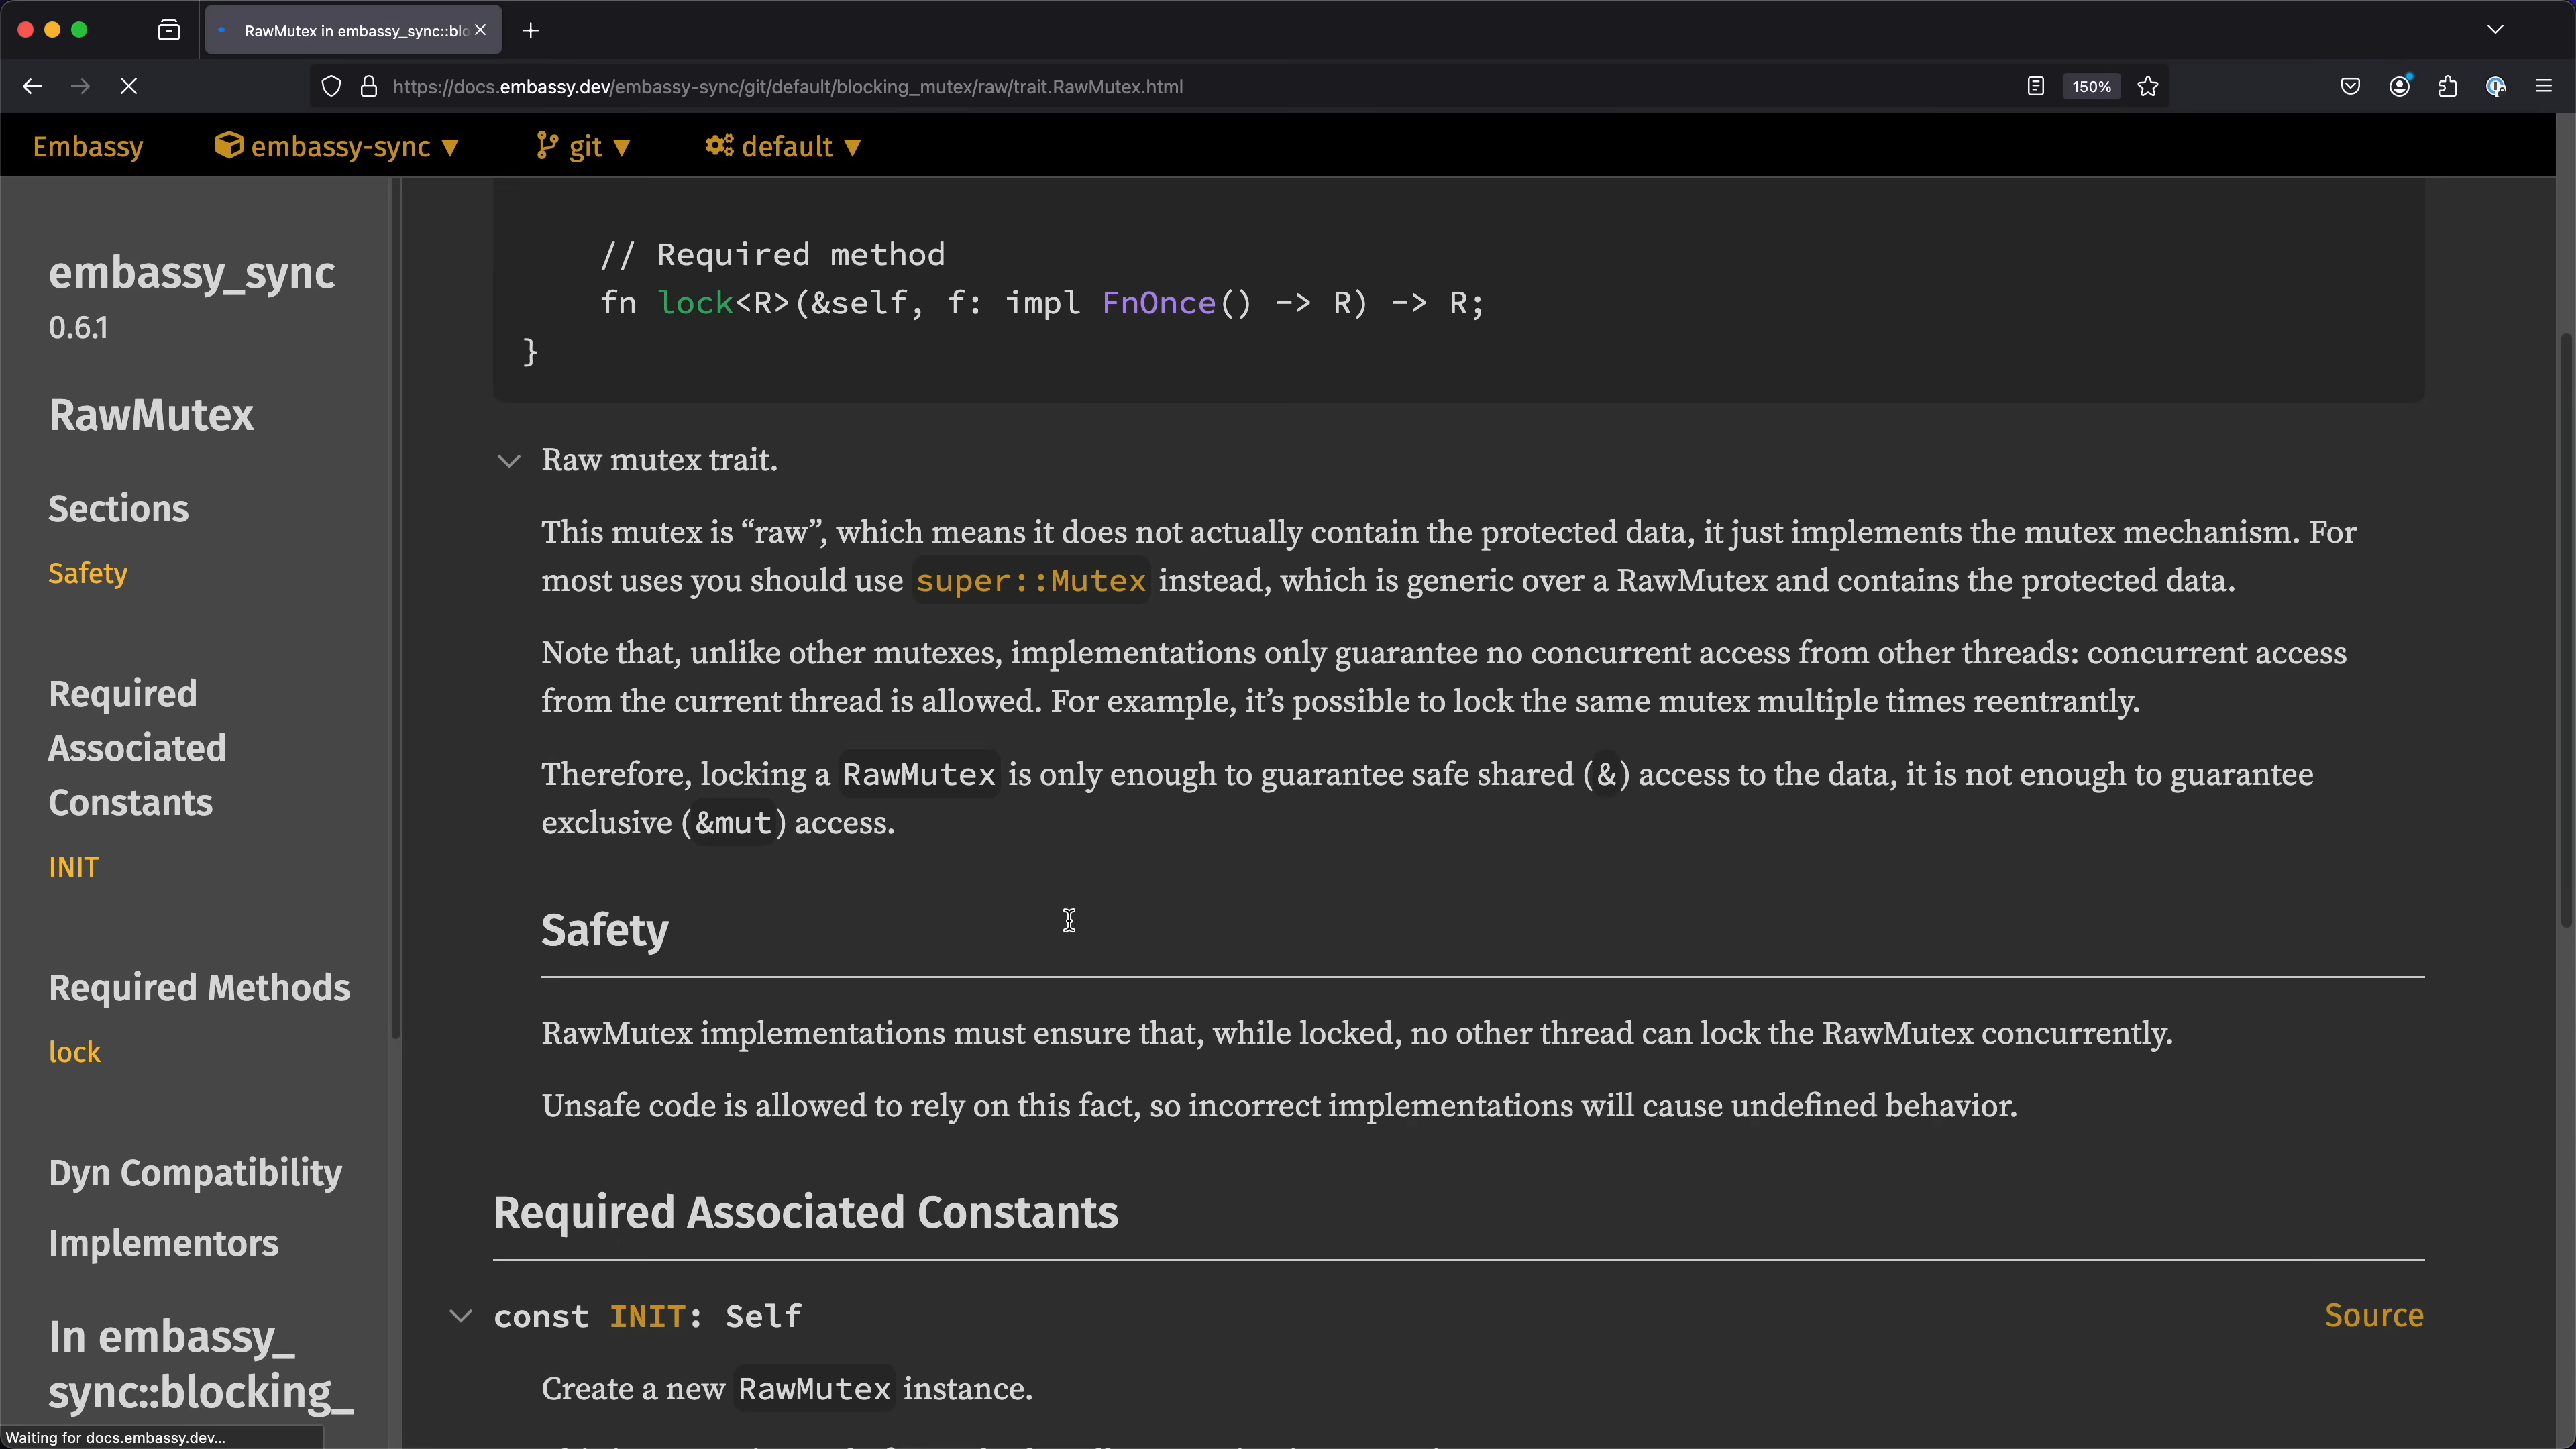 RawMutex in embassy_sync::blo
https://docs.embassy.dev/embassy-sync/git/default/blocking_mutex/raw/trait.RawMutex.html
150%
Embassy
embassy-sync ▼
git ▼
default ▼
embassy_sync
0.6.1
RawMutex
Sections
Safety
Required
Associated
Constants
INIT
Required Methods
lock
Dyn Compatibility
Implementors
In embassy_
sync::blocking_
// Required method
fn lock<R>(&self, f: impl FnOnce() -> R) -> R;
}
Raw mutex trait.
This mutex is “raw”, which means it does not actually contain the protected data, it just implements the mutex mechanism. For
most uses you should use super::Mutex instead, which is generic over a RawMutex and contains the protected data.
Note that, unlike other mutexes, implementations only guarantee no concurrent access from other threads: concurrent access
from the current thread is allowed. For example, it’s possible to lock the same mutex multiple times reentrantly.
Therefore, locking a RawMutex is only enough to guarantee safe shared (&) access to the data, it is not enough to guarantee
exclusive (&mut) access.
Safety
RawMutex implementations must ensure that, while locked, no other thread can lock the RawMutex concurrently.
Unsafe code is allowed to rely on this fact, so incorrect implementations will cause undefined behavior.
Required Associated Constants
const INIT: Self
Source
Create a new RawMutex instance.
Waiting for docs.embassy.dev...